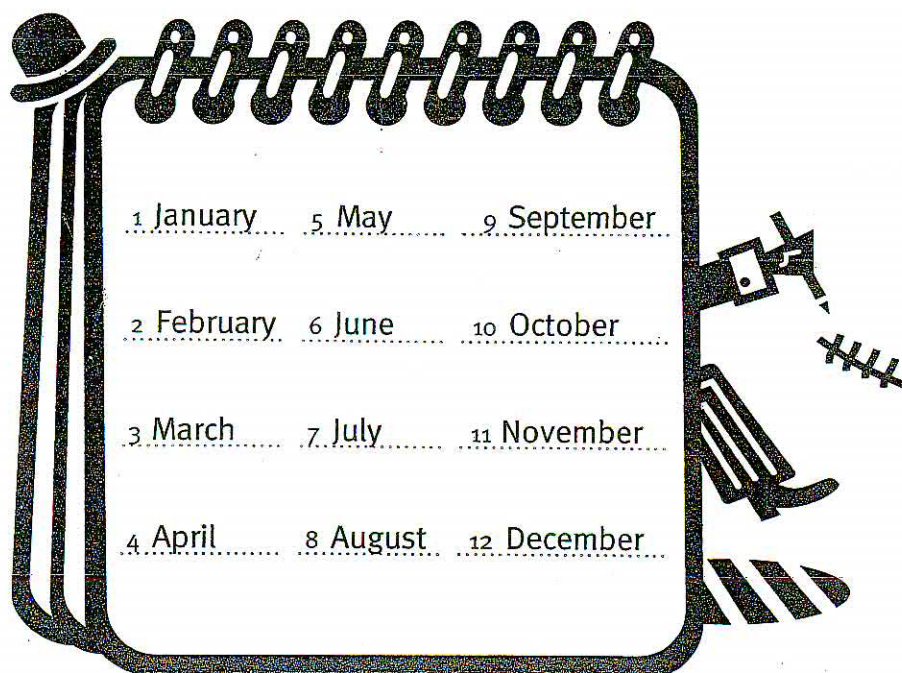 1 January 5 May 9 September
2 February 6 June 10 October
3 March 7 July 11 November
4 April 8 August 12 December